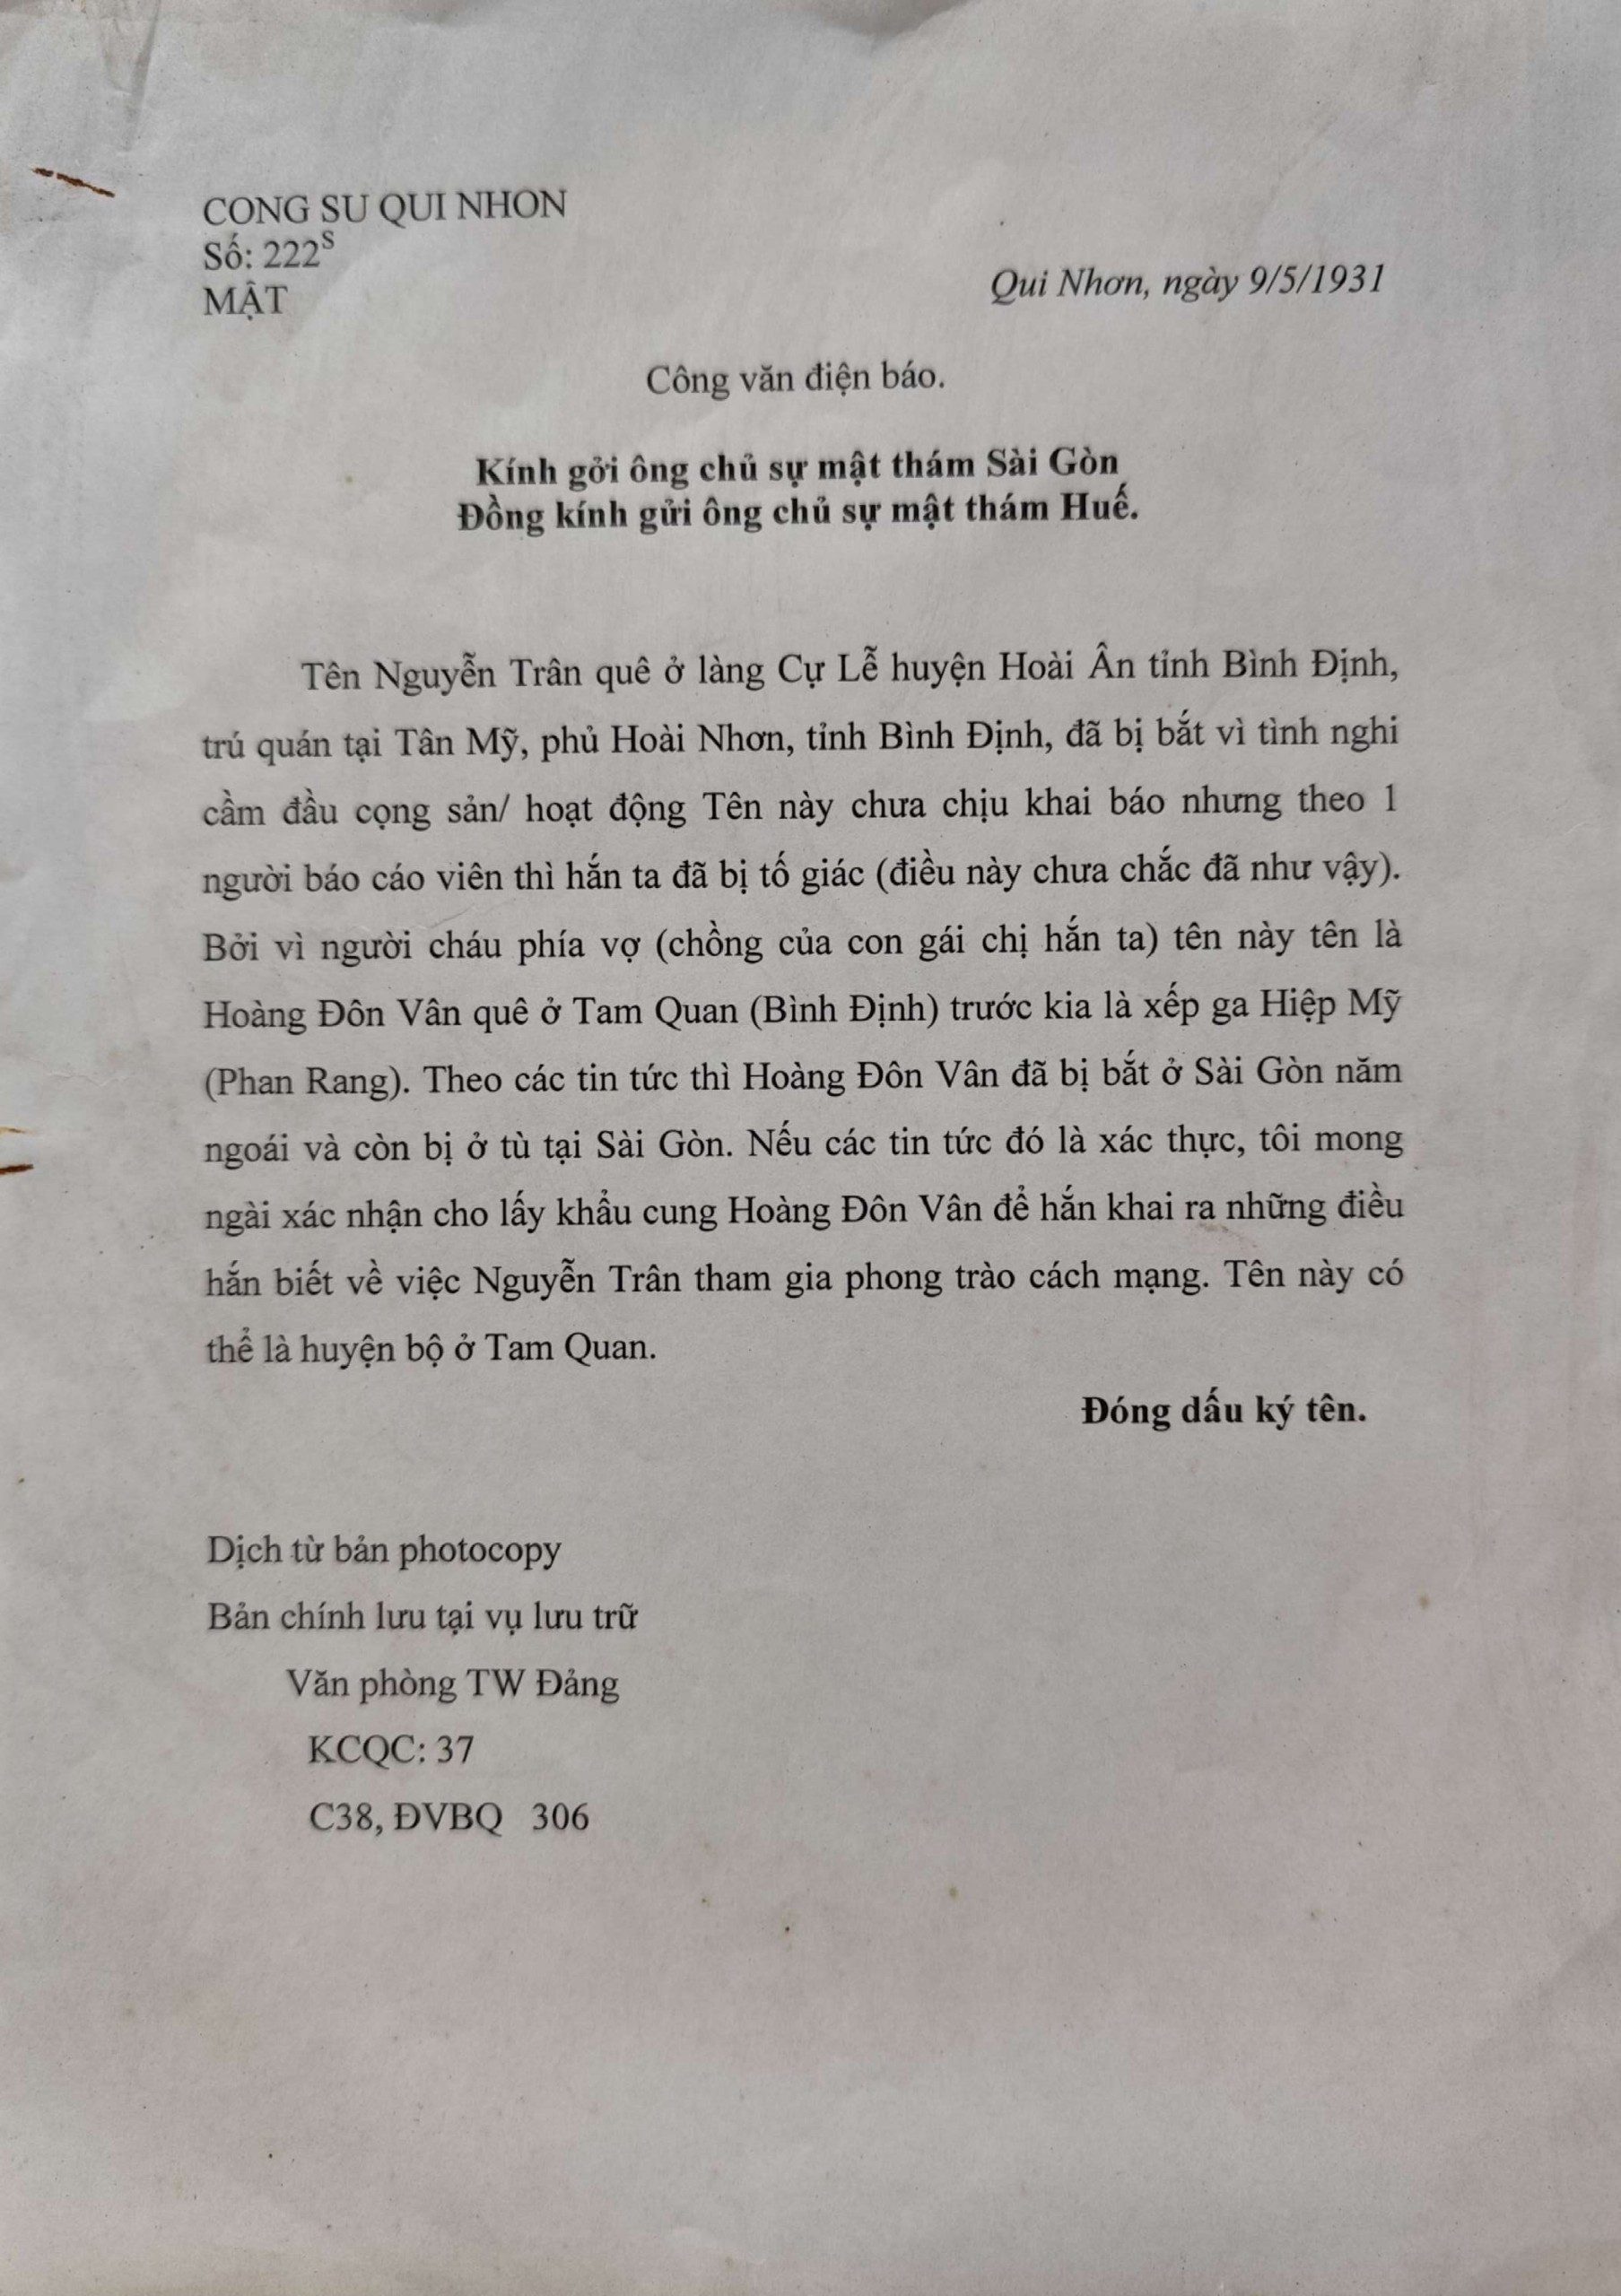 CONG SU QUI NHON
Số: 222S
MẬT
Qui Nhơn, ngày 9/5/1931
Công văn điện báo.
Kính gởi ông chủ sự mật thám Sài Gòn
Đồng kính gửi ông chủ sự mật thám Huế.
Tên Nguyễn Trân quê ở làng Cự Lễ huyện Hoài Ân tỉnh Bình Định,
trú quán tại Tân Mỹ, phủ Hoài Nhơn, tỉnh Bình Định, đã bị bắt vì tình nghi
cầm đầu cọng sản/ hoạt động Tên này chưa chịu khai báo nhưng theo 1
người báo cáo viên thì hắn ta đã bị tố giác (điều này chưa chắc đã như vậy).
Bởi vì người cháu phía vợ (chồng của con gái chị hắn ta) tên này tên là
Hoàng Đôn Vân quê ở Tam Quan (Bình Định) trước kia là xếp ga Hiệp Mỹ
(Phan Rang). Theo các tin tức thì Hoàng Đôn Vân đã bị bắt ở Sài Gòn năm
ngoái và còn bị ở tù tại Sài Gòn. Nếu các tin tức đó là xác thực, tôi mong
ngài xác nhận cho lấy khẩu cung Hoàng Đôn Vân để hắn khai ra những điều
hắn biết về việc Nguyễn Trân tham gia phong trào cách mạng. Tên này có
thể là huyện bộ ở Tam Quan.
Đóng dấu ký tên.
Dịch từ bản photocopy
Bản chính lưu tại vụ lưu trữ
Văn phòng TW Đảng
KCQC: 37
C38, ĐVBQ 306